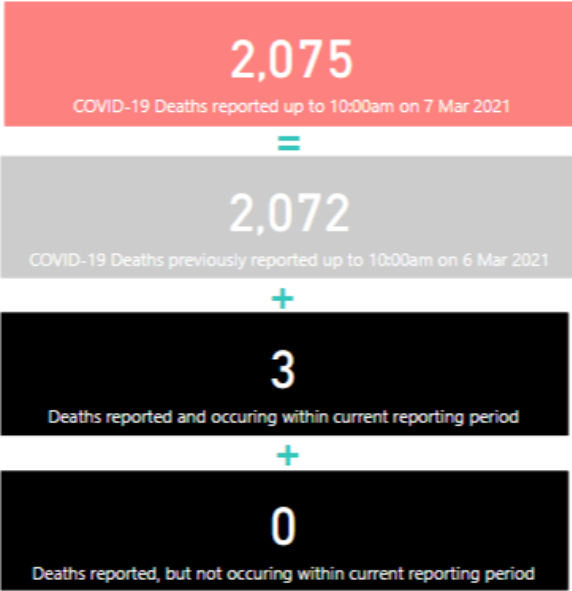 2,075
COVID-19 Deaths reported up to 10:00am on 7 Mar 2021
=
2,072
COVID-19 Deaths previously reported up to 10:00am on 6 Mar 2021
+
3
Deaths reported and occuring within current reporting period
+
0
Deaths reported, but not occuring within current reporting period